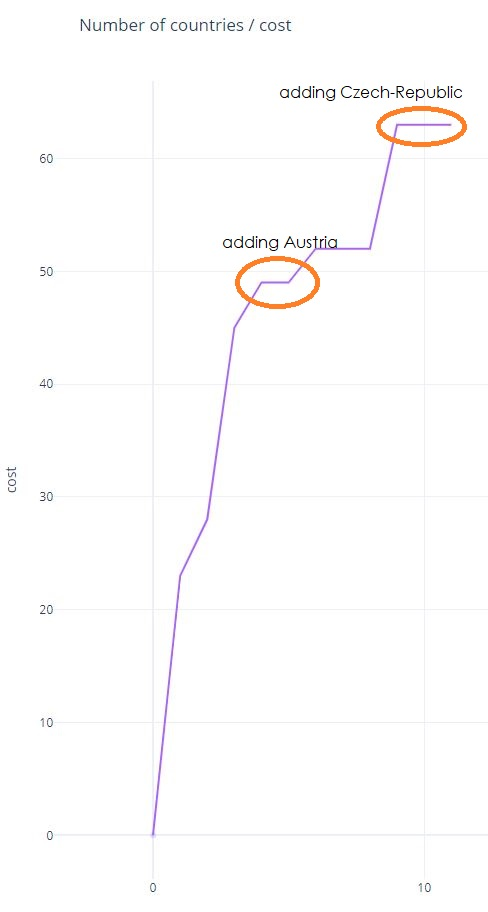 Number of countries / cost
adding Czech-Republic
60
adding Austria
50
40
cost
30
20
10
0
0 10